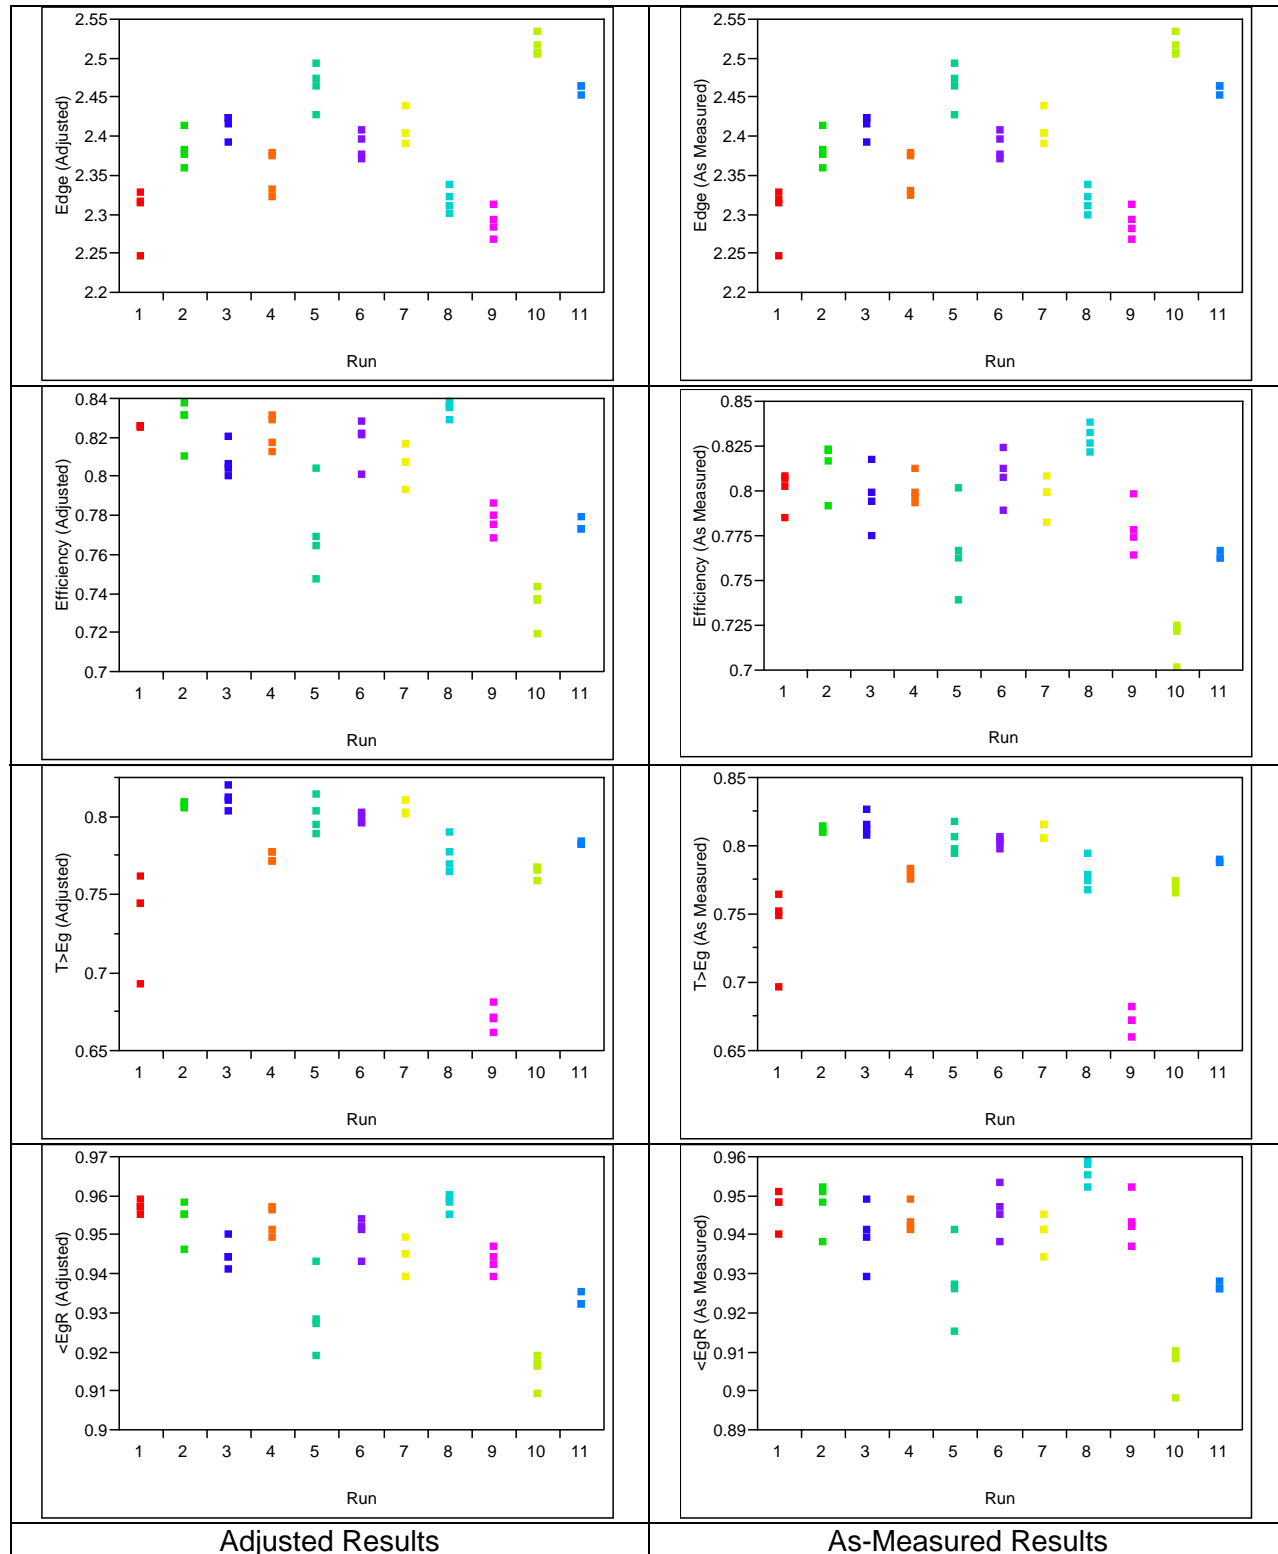 2.55
2.5
2.45
2.4
2.35
2.3
2.25
2.2
Edge (Adjusted)
1 2 3 4 5 6 7 8 9 10 11
Run
2.55
2.5
2.45
2.4
2.35
2.3
2.25
2.2
Edge (As Measured)
1 2 3 4 5 6 7 8 9 10 11
Run
0.84
0.82
0.8
0.78
0.76
0.74
0.72
0.7
Efficiency (Adjusted)
1 2 3 4 5 6 7 8 9 10 11
Run
0.85
0.825
0.8
0.775
0.75
0.725
0.7
Efficiency (As Measured)
1 2 3 4 5 6 7 8 9 10 11
Run
0.8
0.75
0.7
0.65
T>Eg (Adjusted)
1 2 3 4 5 6 7 8 9 10 11
Run
0.85
0.8
0.75
0.7
0.65
T>Eg (As Measured)
1 2 3 4 5 6 7 8 9 10 11
Run
0.97
0.96
0.95
0.94
0.93
0.92
0.91
0.9
<EgR (Adjusted)
1 2 3 4 5 6 7 8 9 10 11
Run
0.96
0.95
0.94
0.93
0.92
0.91
0.9
0.89
<EgR (As Measured)
1 2 3 4 5 6 7 8 9 10 11
Run
Adjusted Results
As-Measured Results